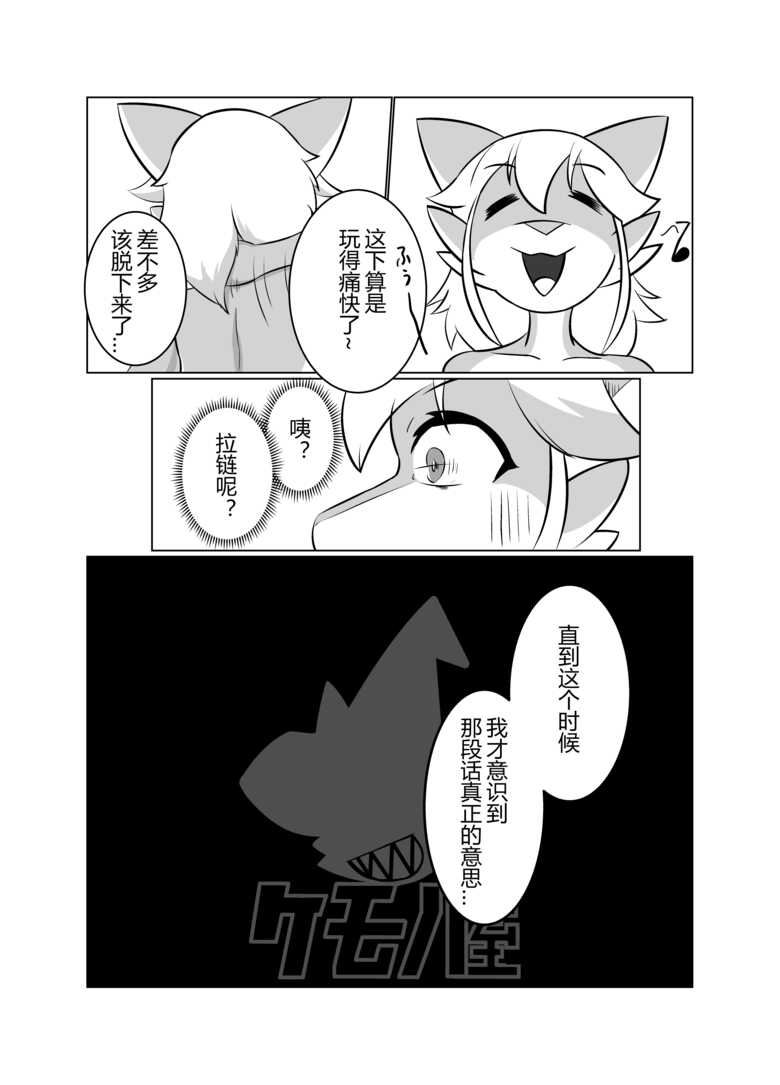 ふぅー
这下算是
玩得痛快了~
差不多
该脱下来了…
咦?
拉链呢?
直到这个时候
我才意识到
那段话真正的意思…
ケモノ屋